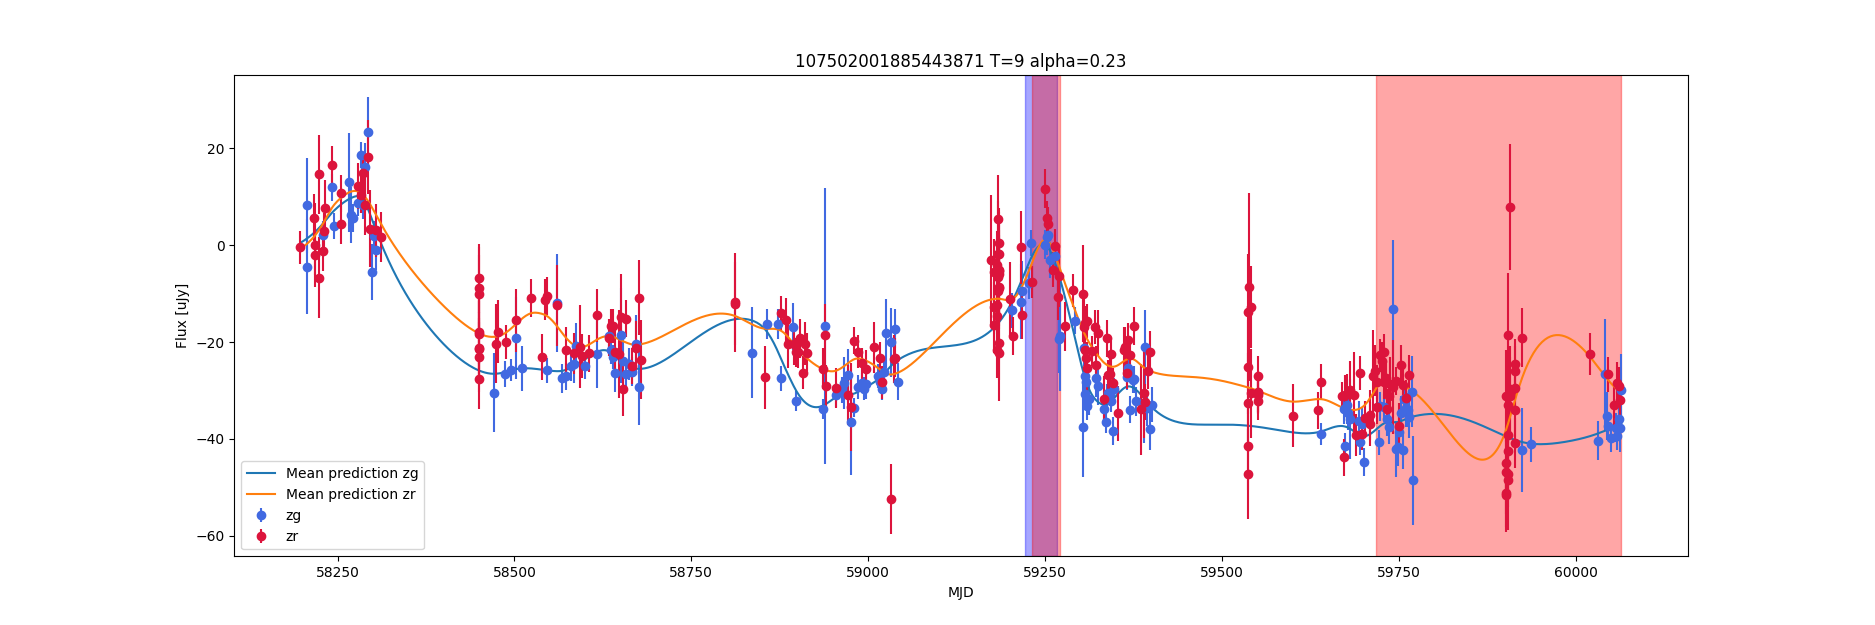 107502001885443871 T=9 alpha=0.23
20
0
−20
−40
−60
Flux [uJy]
Mean prediction zg
Mean prediction zr
zg
zr
58250
58500
58750
59000
59250
59500
59750
60000
MJD